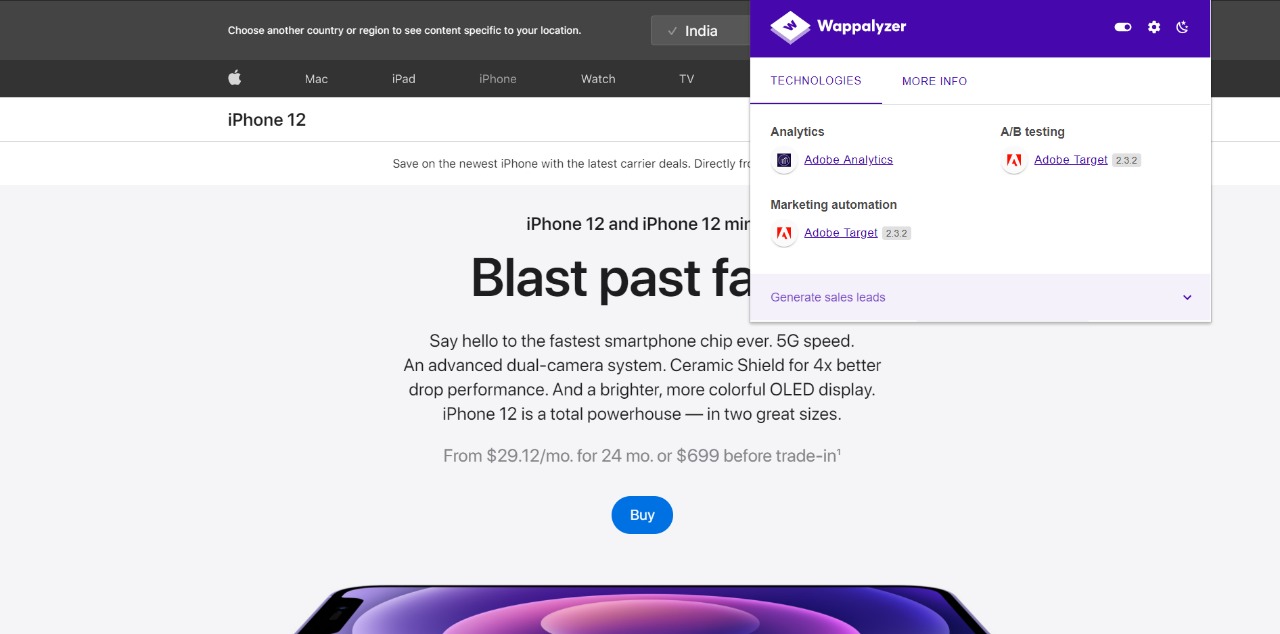 Choose another country or region to see content specific to your location.
✓ India
Mac iPad iPhone Watch TV
iPhone 12
Save on the newest iPhone with the latest carrier deals. Directly
iPhone 12 and iPhone 12
Blast past
Say hello to the fastest smartphone chip ever. 5G speed.
An advanced dual-camera system. Ceramic Shield for 4x better
drop performance. And a brighter, more colorful OLED display.
iPhone 12 is a total powerhouse — in two great sizes.
From $29.12/mo. for 24 mo. or $699 before trade-in¹
Buy
Wappalyzer
TECHNOLOGIES MORE INFO
Analytics
Adobe Analytics
A/B testing
Adobe Target 2.3.2
Marketing automation
Adobe Target 2.3.2
Generate sales leads